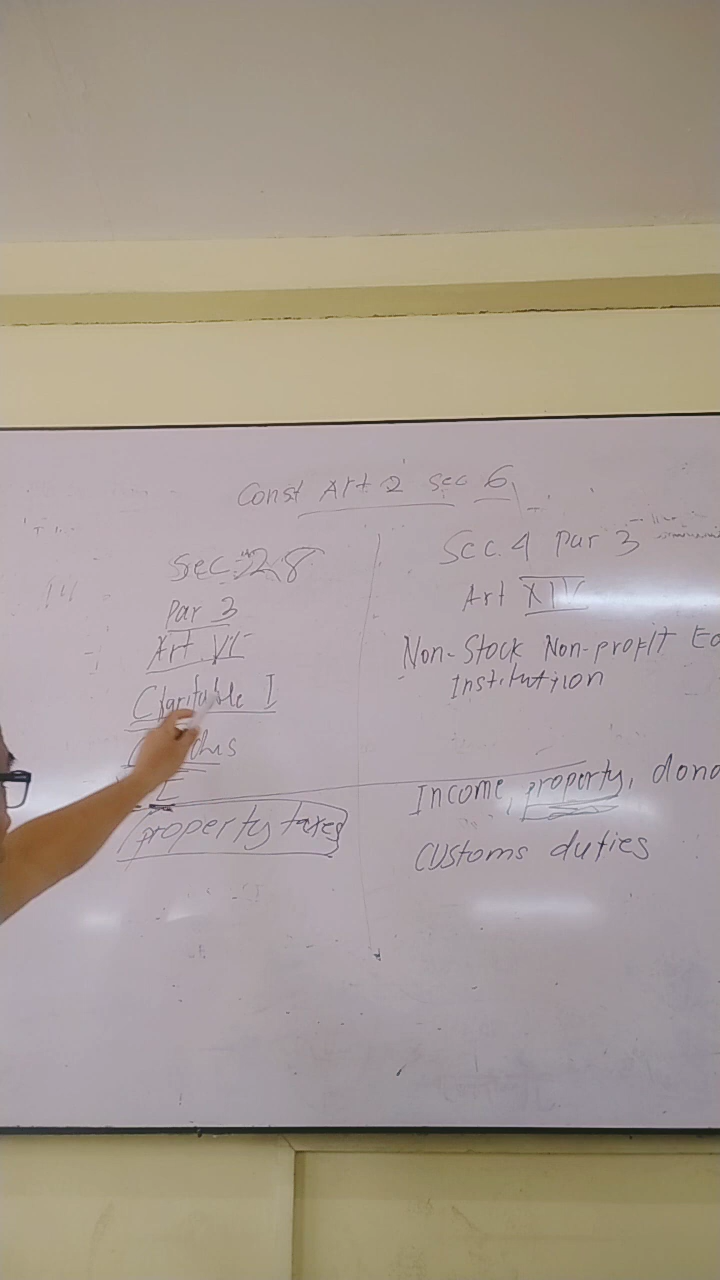 Const Art 2 Sec 6
Sec. 28
Par 3
Art VI
Charitable I
E
property taxes
Sec. 4 Par 3
Art XIV
Non-Stock Non-profit
Institution
Income, property,
customs duties